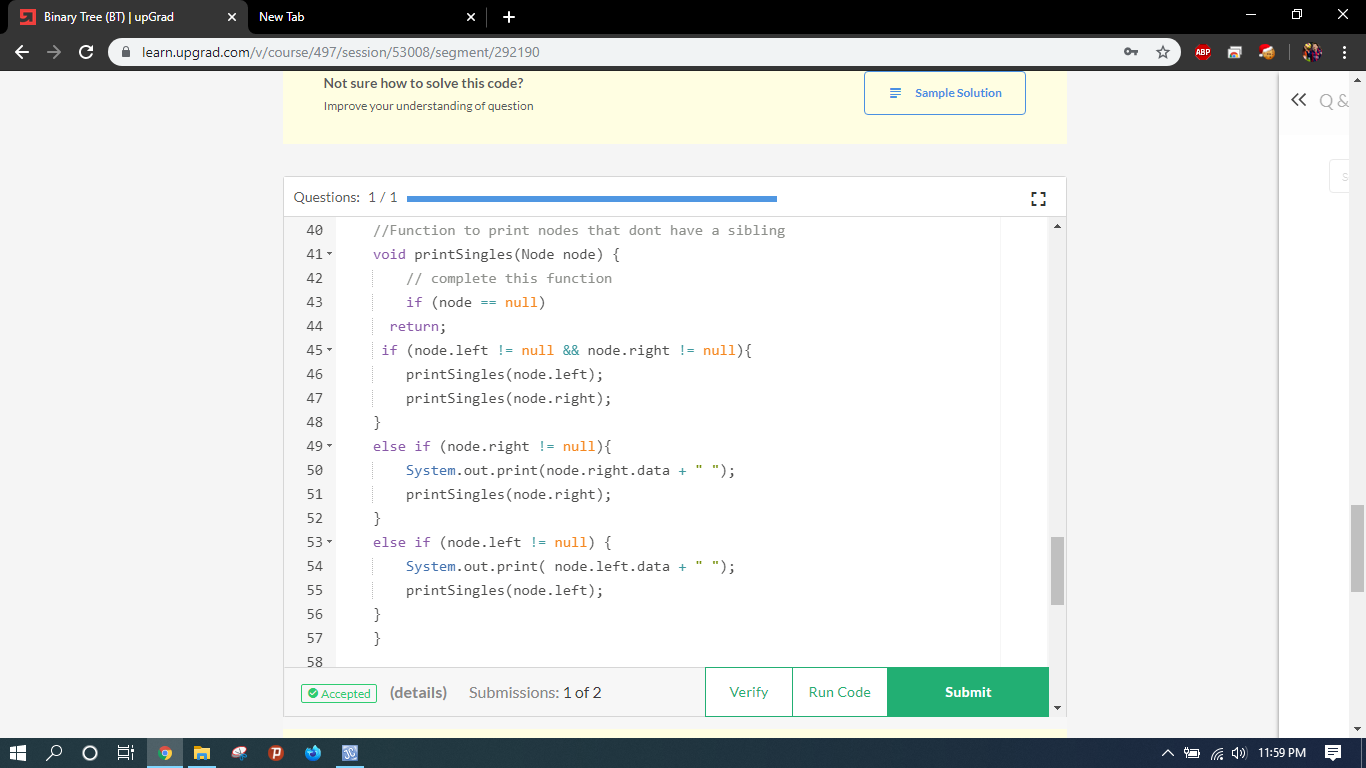 Binary Tree (BT) | upGrad
New Tab
learn.upgrad.com/v/course/497/session/53008/segment/292190
ABP
Not sure how to solve this code?
Improve your understanding of question
Sample Solution
Q &
S
Questions: 1 / 1
40 //Function to print nodes that dont have a sibling
41 void printSingles(Node node) {
42 // complete this function
43 if (node == null)
44 return;
45 if (node.left != null && node.right != null){
46 printSingles(node.left);
47 printSingles(node.right);
48 }
49 else if (node.right != null){
50 System.out.print(node.right.data + " ");
51 printSingles(node.right);
52 }
53 else if (node.left != null) {
54 System.out.print( node.left.data + " ");
55 printSingles(node.left);
56 }
57 }
58
Accepted (details) Submissions: 1 of 2
Verify
Run Code
Submit
11:59 PM